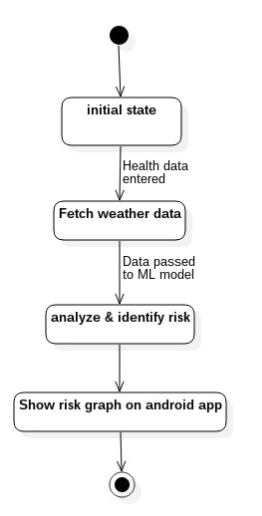 initial state
Health data
entered
Fetch weather data
Data passed
to ML model
analyze & identify risk
Show risk graph on android app